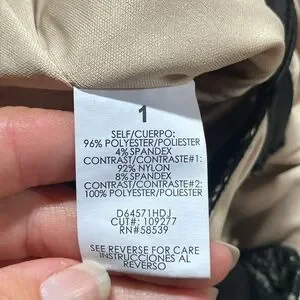 1
SELF/CUERPO:
96% POLYESTER/POLIESTER
4% SPANDEX
CONTRAST/CONTRASTE#1:
92% NYLON
8% SPANDEX
CONTRAST/CONTRASTE#2:
100% POLYESTER/POLIESTER
D64571HDJ
CUT#: 109277
RN#58539
SEE REVERSE FOR CARE
INSTRUCCIONES AL
REVERSO